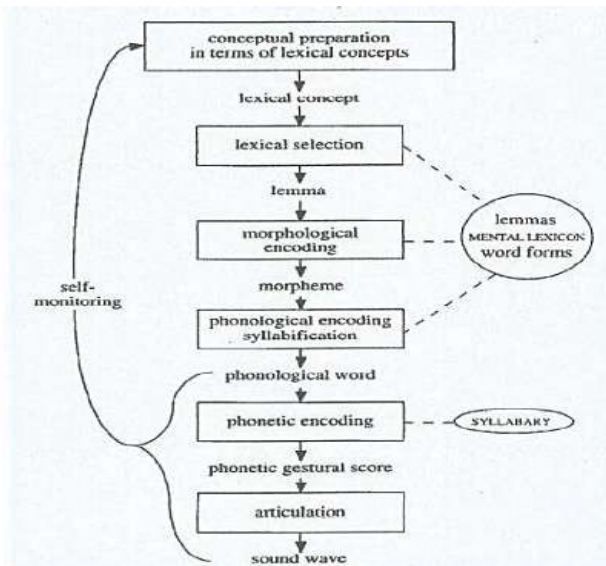 conceptual preparation
in terms of lexical concepts
lexical concept
lexical selection
lemma
lemmas
MENTAL LEXICON
word forms
morphological
encoding
self-
monitoring
morpheme
phonological encoding
syllabification
phonological word
phonetic encoding
SYLLABARY
phonetic gestural score
articulation
sound wave